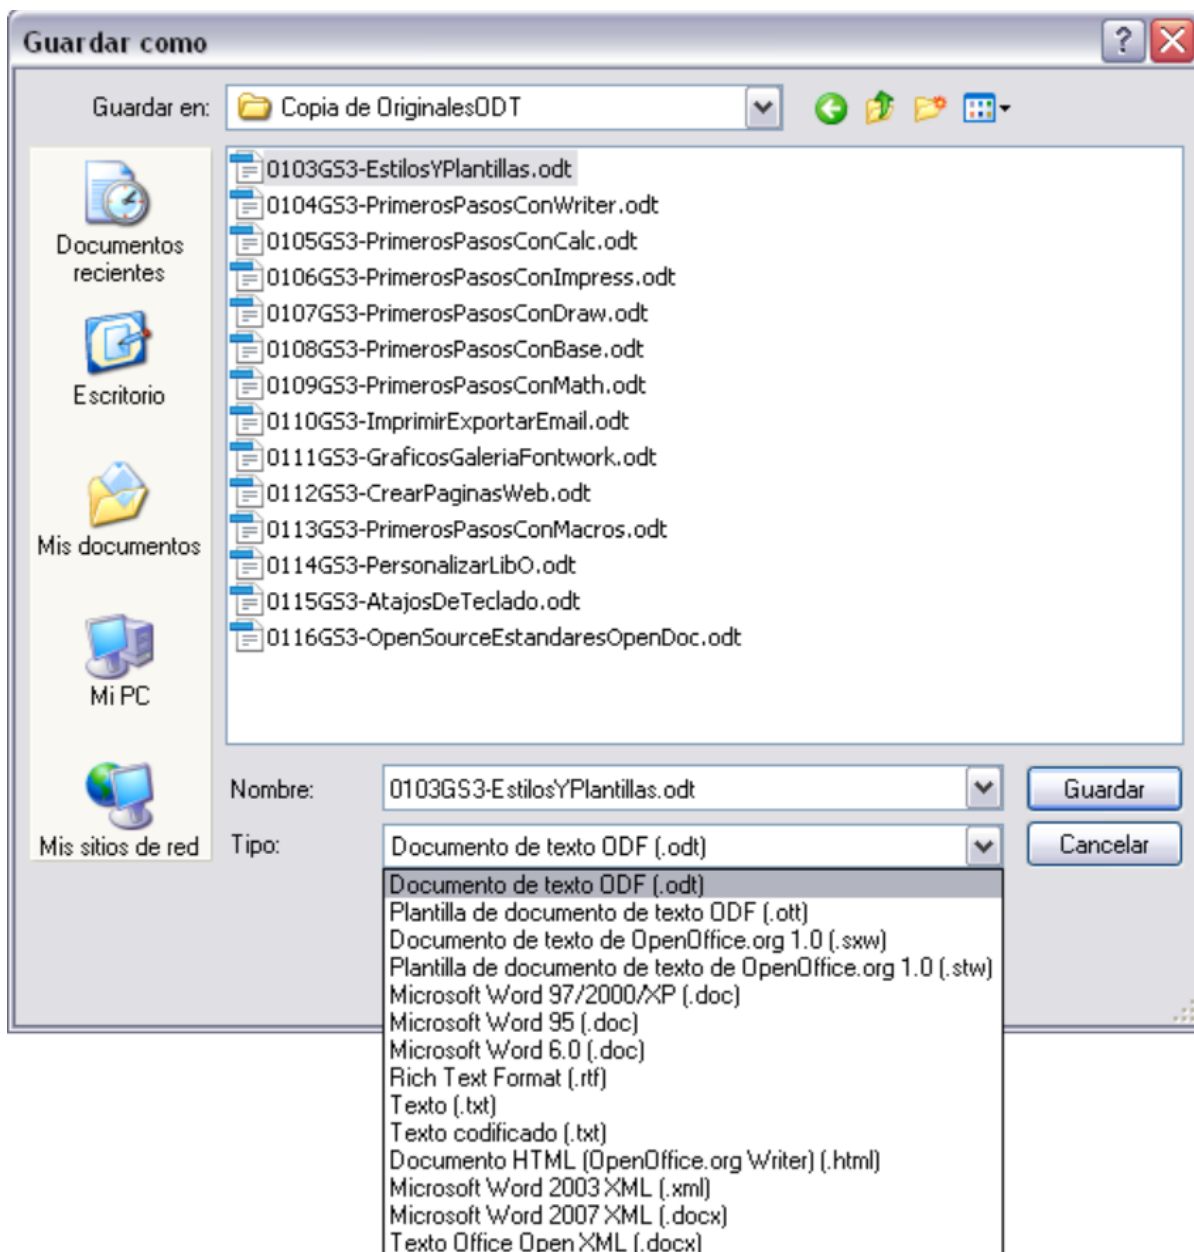 Guardar como
Guardar en:
Copia de OriginalesODT
Documentos
recientes
Escritorio
Mis documentos
Mi PC
Mis sitios de red
0103GS3-EstilosYPlantillas.odt
0104GS3-PrimerosPasosConWriter.odt
0105GS3-PrimerosPasosConCalc.odt
0106GS3-PrimerosPasosConImpress.odt
0107GS3-PrimerosPasosConDraw.odt
0108GS3-PrimerosPasosConBase.odt
0109GS3-PrimerosPasosConMath.odt
0110GS3-ImprimirExportarEmail.odt
0111GS3-GraficosGaleriaFontwork.odt
0112GS3-CrearPaginasWeb.odt
0113GS3-PrimerosPasosConMacros.odt
0114GS3-PersonalizarLibO.odt
0115GS3-AtajosDeTeclado.odt
0116GS3-OpenSourceEstandaresOpenDoc.odt
Nombre:
0103GS3-EstilosYPlantillas.odt
Guardar
Tipo:
Documento de texto ODF (.odt)
Cancelar
Documento de texto ODF (.odt)
Plantilla de documento de texto ODF (.ott)
Documento de texto de OpenOffice.org 1.0 (.sxw)
Plantilla de documento de texto de OpenOffice.org 1.0 (.stw)
Microsoft Word 97/2000/XP (.doc)
Microsoft Word 95 (.doc)
Microsoft Word 6.0 (.doc)
Rich Text Format (.rtf)
Texto (.txt)
Texto codificado (.txt)
Documento HTML (OpenOffice.org Writer) (.html)
Microsoft Word 2003 XML (.xml)
Microsoft Word 2007 XML (.docx)
Texto Office Open XML (.docx)